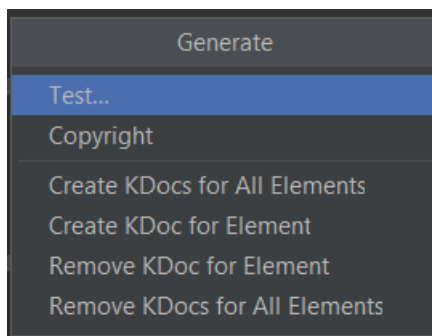 Generate
Test...
Copyright
Create KDocs for All Elements
Create KDoc for Element
Remove KDoc for Element
Remove KDocs for All Elements